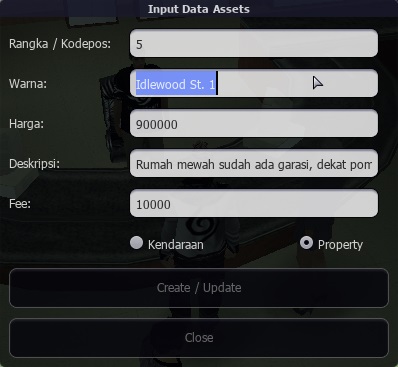 Input Data Assets
Rangka / Kodepos: 5
Warna: Idlewood St. 1
Harga: 900000
Deskripsi: Rumah mewah sudah ada garasi, dekat pom
Fee: 10000
Kendaraan Property
Create / Update
Close